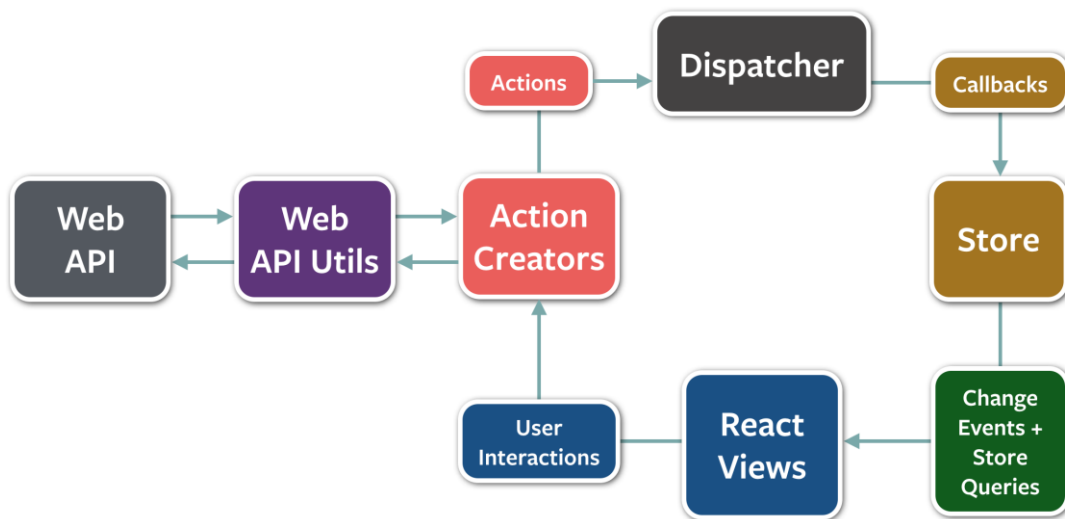 Dispatcher
Actions
Callbacks
Web
API
Web
API Utils
Action
Creators
Store
User
Interactions
React
Views
Change
Events +
Store
Queries